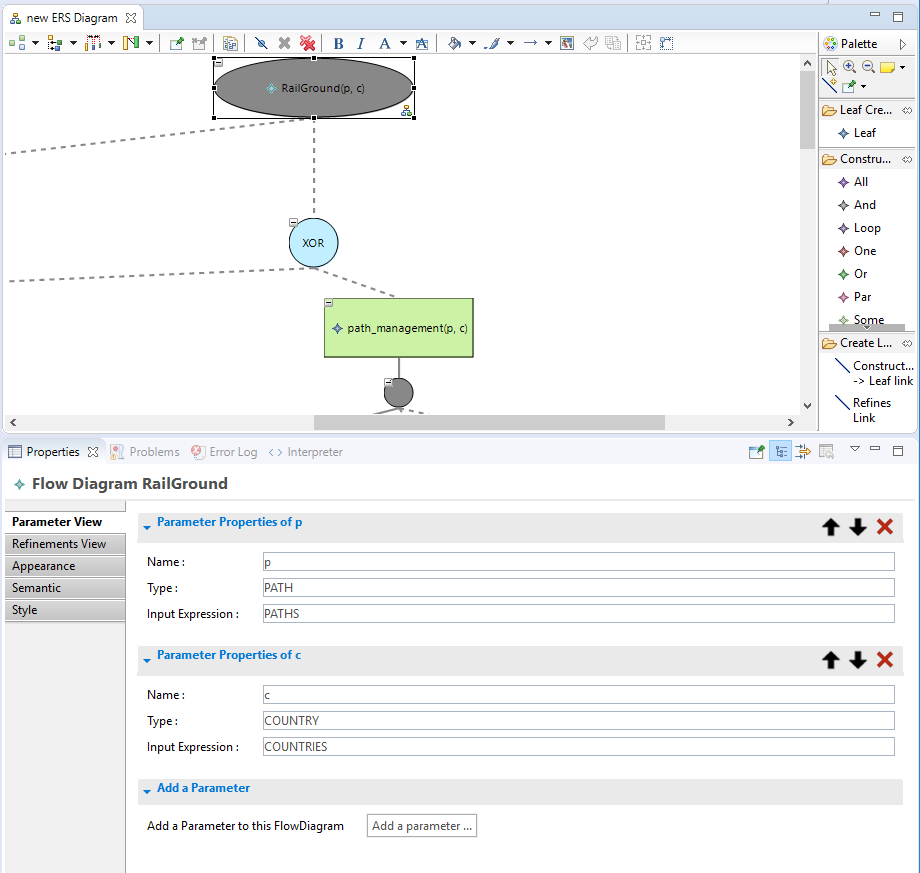 new ERS Diagram
B I A A
Palette
RailGround(p, c)
Leaf Cre...
Leaf
Constru...
All
And
Loop
One
Or
Par
Some
XOR
path_management(p, c)
Create L...
Construct...
-> Leaf link
Refines
Link
Properties Problems Error Log Interpreter
Flow Diagram RailGround
Parameter View
Refinements View
Appearance
Semantic
Style
Parameter Properties of p
Name : p
Type : PATH
Input Expression : PATHS
Parameter Properties of c
Name : c
Type : COUNTRY
Input Expression : COUNTRIES
Add a Parameter
Add a Parameter to this FlowDiagram Add a parameter ...